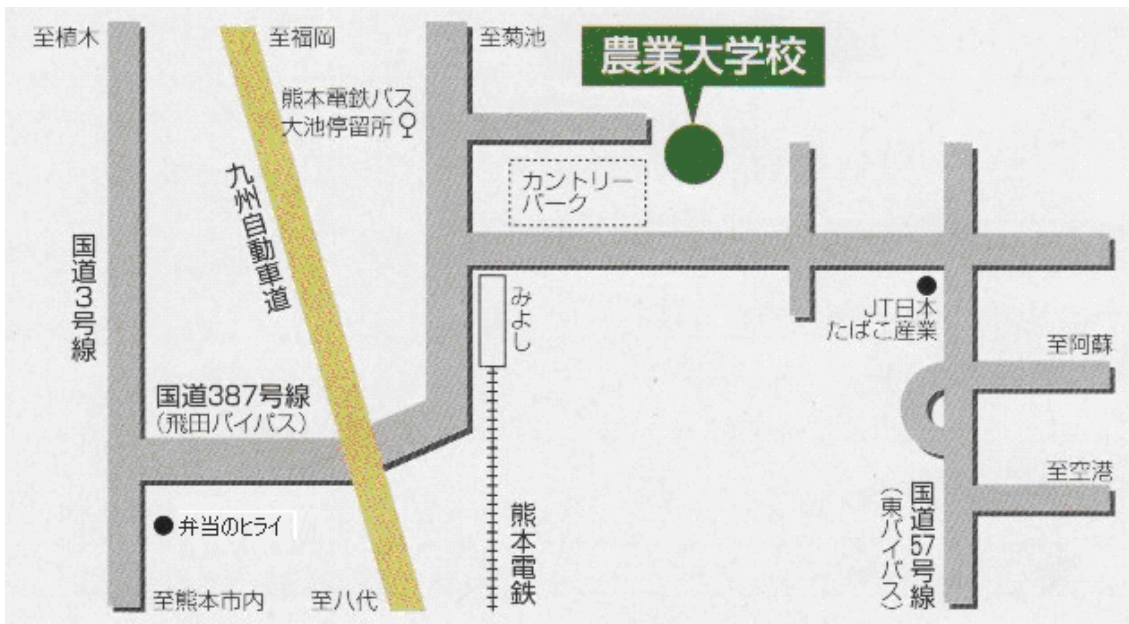 至植木
至福岡
至菊池
農業大学校
熊本電鉄バス
大池停留所
カントリー
パーク
九州自動車道
国道3号線
みよし
JT日本
たばこ産業
至阿蘇
国道387号線
(飛田バイパス)
至空港
弁当のヒライ
熊本電鉄
国道57号線
(東バイパス)
至熊本市内
至八代